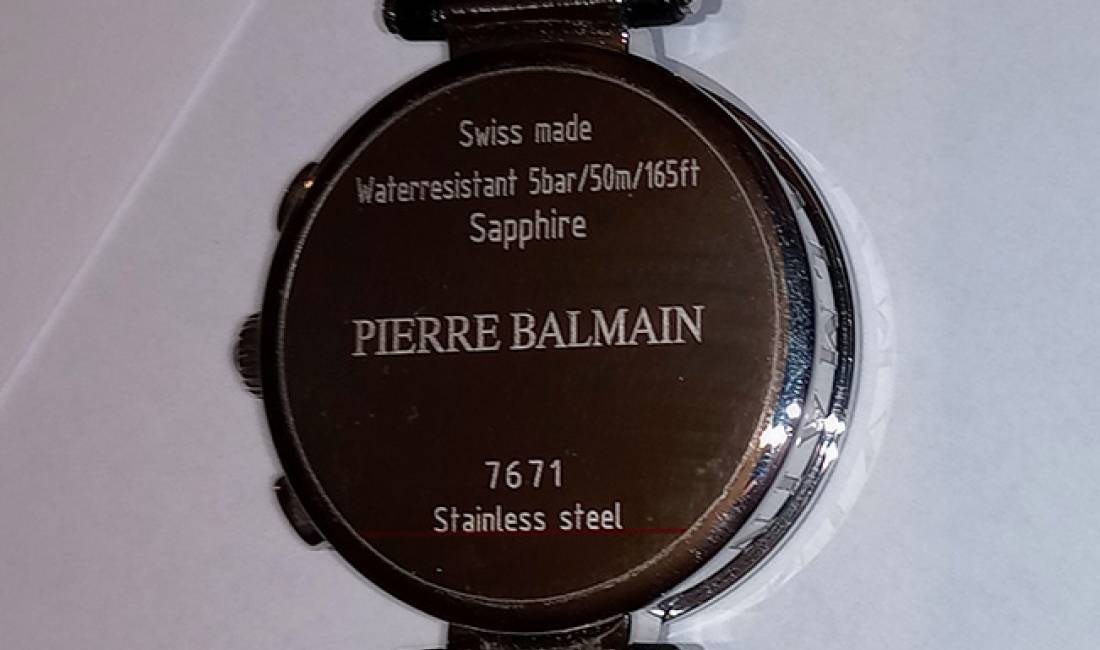 Swiss made
Waterresistant 5bar/50m/165ft
Sapphire
PIERRE BALMAIN
7671
Stainless steel